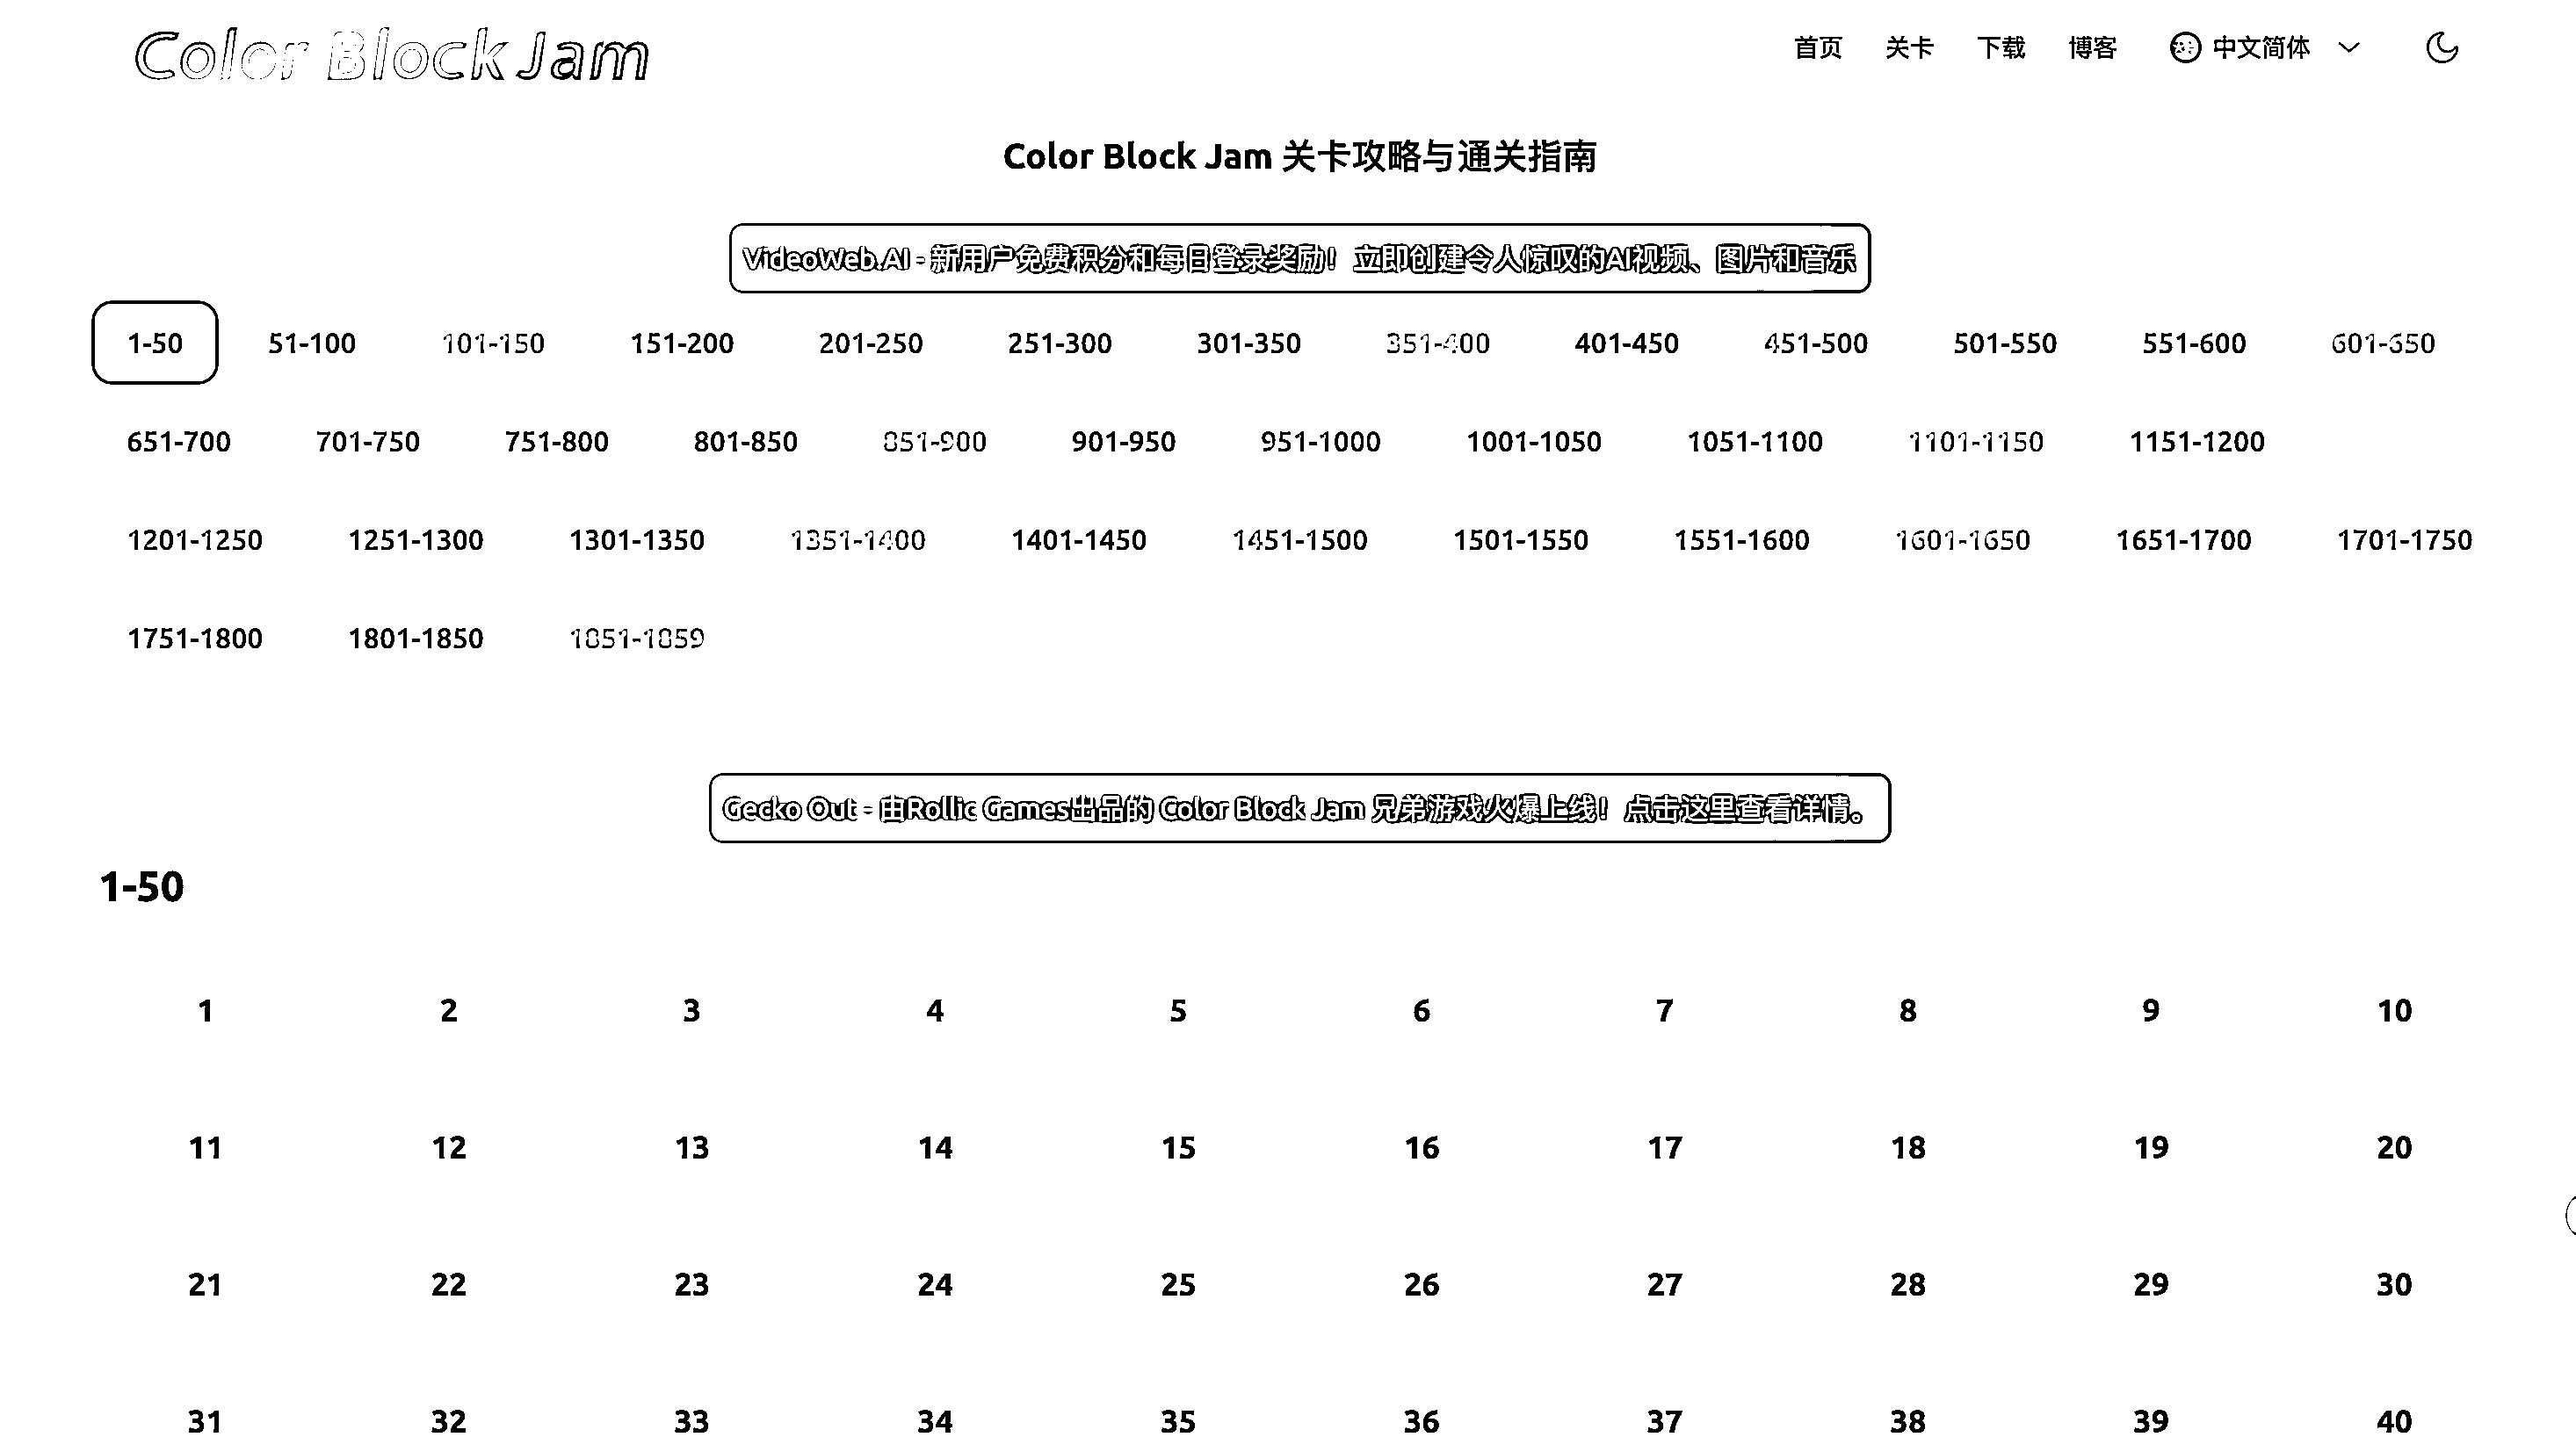 Color Block Jam 首页 关卡 下载 博客 中文简体
Color Block Jam 关卡攻略与通关指南
VideoWeb.AI - 新用户免费积分和每日登录奖励！立即创建令人惊叹的AI视频、图片和音乐
1-50 51-100 101-150 151-200 201-250 251-300 301-350 351-400 401-450 451-500 501-550 551-600 601-650
651-700 701-750 751-800 801-850 851-900 901-950 951-1000 1001-1050 1051-1100 1101-1150 1151-1200
1201-1250 1251-1300 1301-1350 1351-1400 1401-1450 1451-1500 1501-1550 1551-1600 1601-1650 1651-1700 1701-1750
1751-1800 1801-1850 1851-1859
Gecko Out - 由Rollic Games出品的 Color Block Jam 兄弟游戏火爆上线！点击这里查看详情。
1-50
1 2 3 4 5 6 7 8 9 10
11 12 13 14 15 16 17 18 19 20
21 22 23 24 25 26 27 28 29 30
31 32 33 34 35 36 37 38 39 40